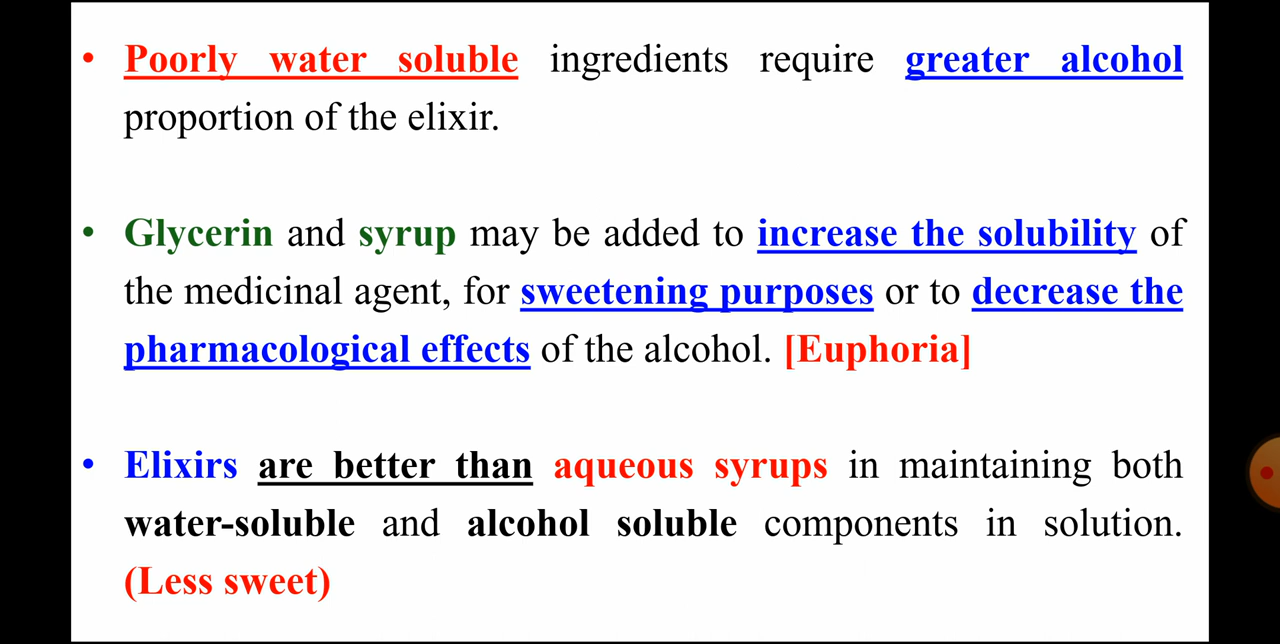 • Poorly water soluble ingredients require greater alcohol
proportion of the elixir.
• Glycerin and syrup may be added to increase the solubility of
the medicinal agent, for sweetening purposes or to decrease the
pharmacological effects of the alcohol. [Euphoria]
• Elixirs are better than aqueous syrups in maintaining both
water-soluble and alcohol soluble components in solution.
(Less sweet)